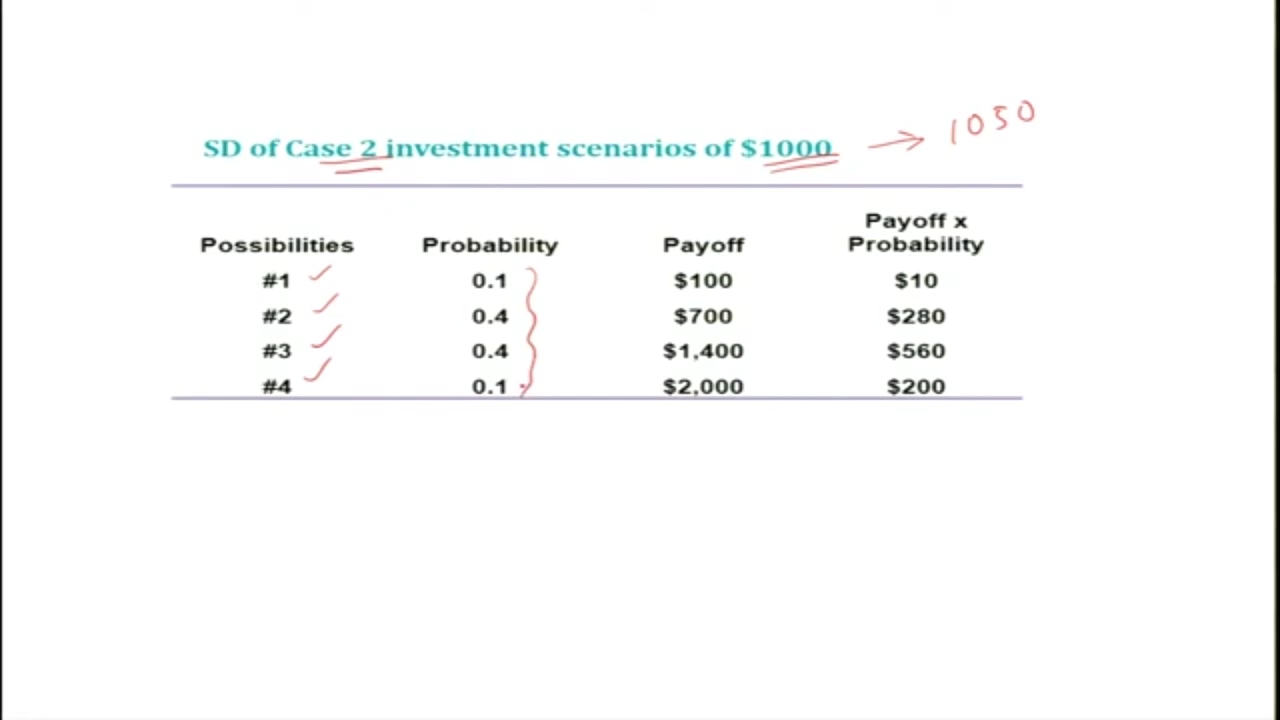 SD of Case 2 investment scenarios of $1000 → 1050
Payoff x
Possibilities Probability Payoff Probability
#1 0.1 $100 $10
#2 0.4 $700 $280
#3 0.4 $1,400 $560
#4 0.1 $2,000 $200